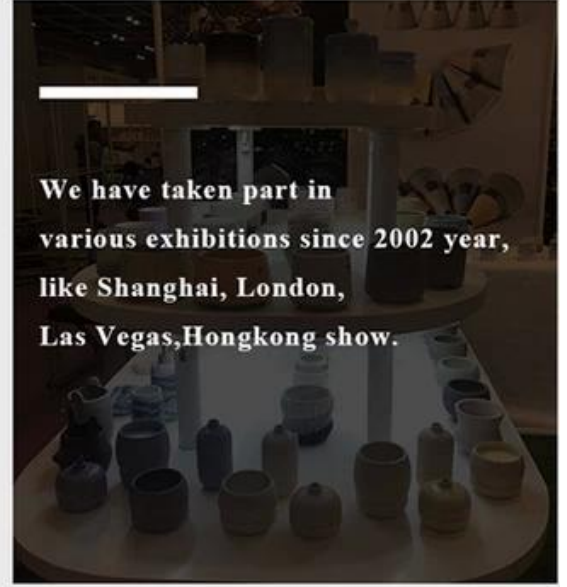 We have taken part in
various exhibitions since 2002 year,
like Shanghai, London,
Las Vegas,Hongkong show.